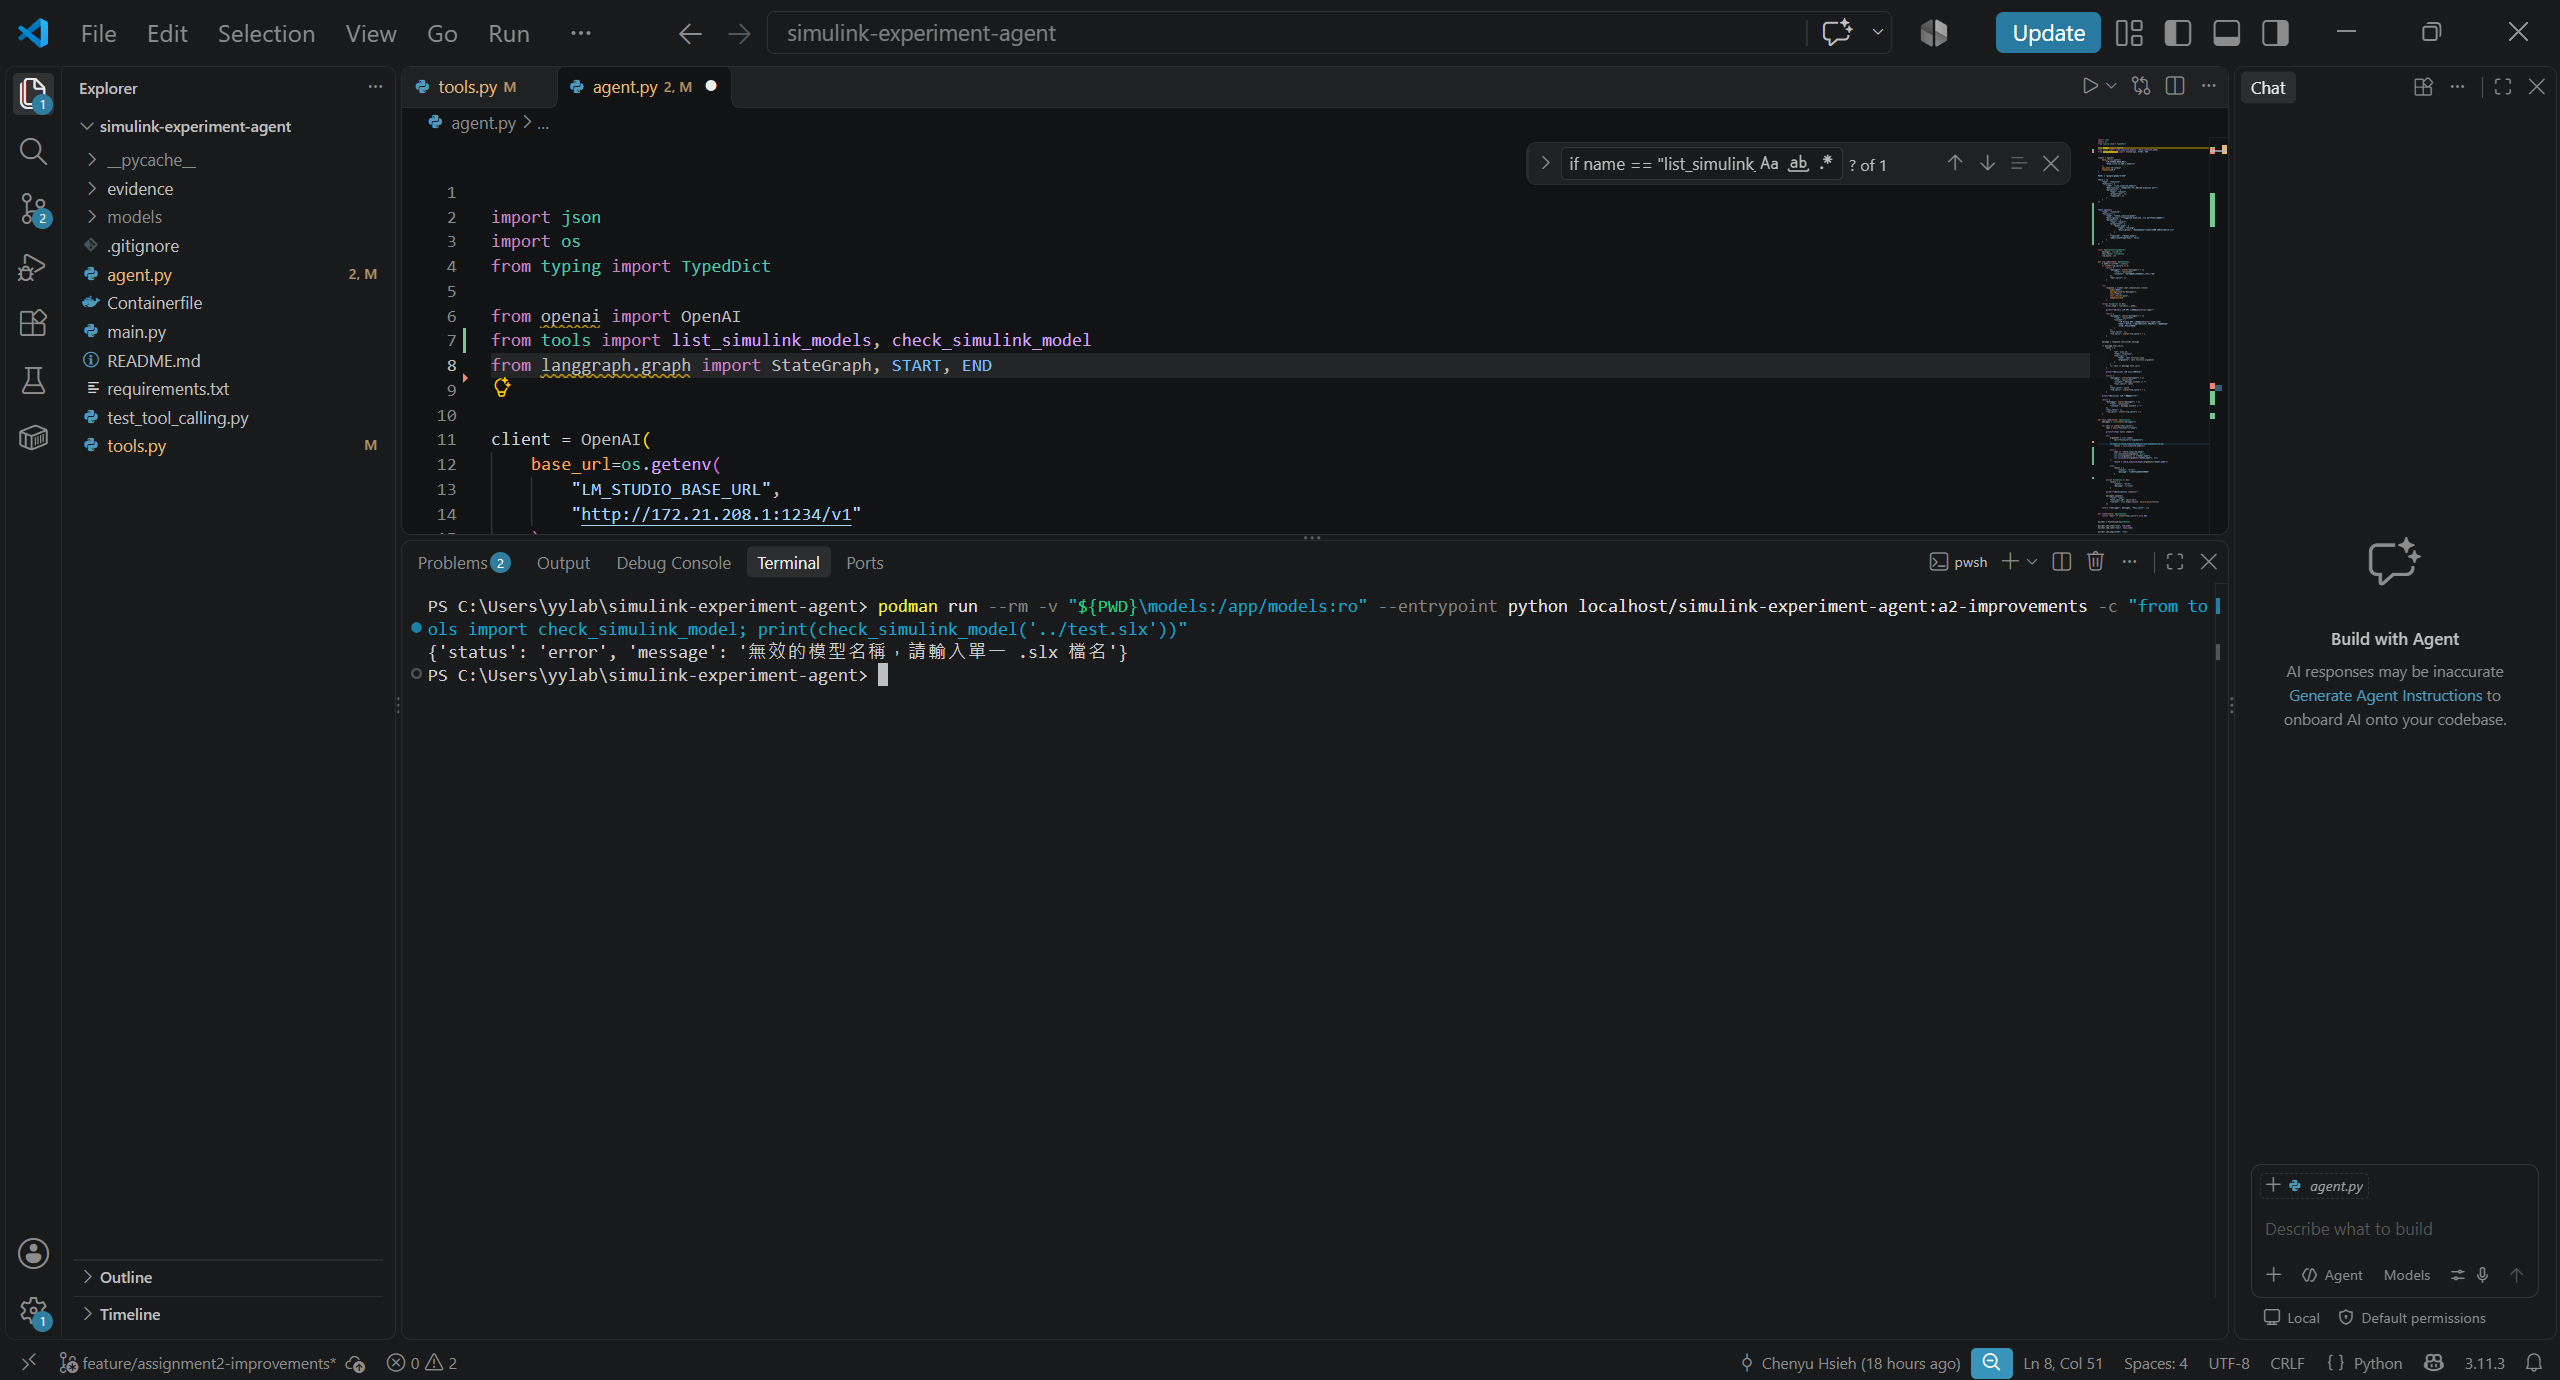 File Edit Selection View Go Run ···
simulink-experiment-agent
Update
Explorer
simulink-experiment-agent
__pycache__
evidence
models
.gitignore
agent.py 2, M
Containerfile
main.py
README.md
requirements.txt
test_tool_calling.py
tools.py M
Outline
Timeline
tools.py M
agent.py 2, M
agent.py > ...
if name == "list_simulink_ Aa ab .* ? of 1
1
2 import json
3 import os
4 from typing import TypedDict
5
6 from openai import OpenAI
7 from tools import list_simulink_models, check_simulink_model
8 from langgraph.graph import StateGraph, START, END
9
10
11 client = OpenAI(
12 base_url=os.getenv(
13 "LM_STUDIO_BASE_URL",
14 "http://172.21.208.1:1234/v1"
Problems 2 Output Debug Console Terminal Ports
pwsh
PS C:\Users\yylab\simulink-experiment-agent> podman run --rm -v "${PWD}\models:/app/models:ro" --entrypoint python localhost/simulink-experiment-agent:a2-improvements -c "from to
ols import check_simulink_model; print(check_simulink_model('../test.slx'))"
{'status': 'error', 'message': '無效的模型名稱，請輸入單一 .slx 檔名'}
PS C:\Users\yylab\simulink-experiment-agent>
Chat
Build with Agent
AI responses may be inaccurate
Generate Agent Instructions to
onboard AI onto your codebase.
agent.py
Describe what to build
Agent Models
Local Default permissions
1
2
1
feature/assignment2-improvements* 0 2
Chenyu Hsieh (18 hours ago) Ln 8, Col 51 Spaces: 4 UTF-8 CRLF { } Python 3.11.3